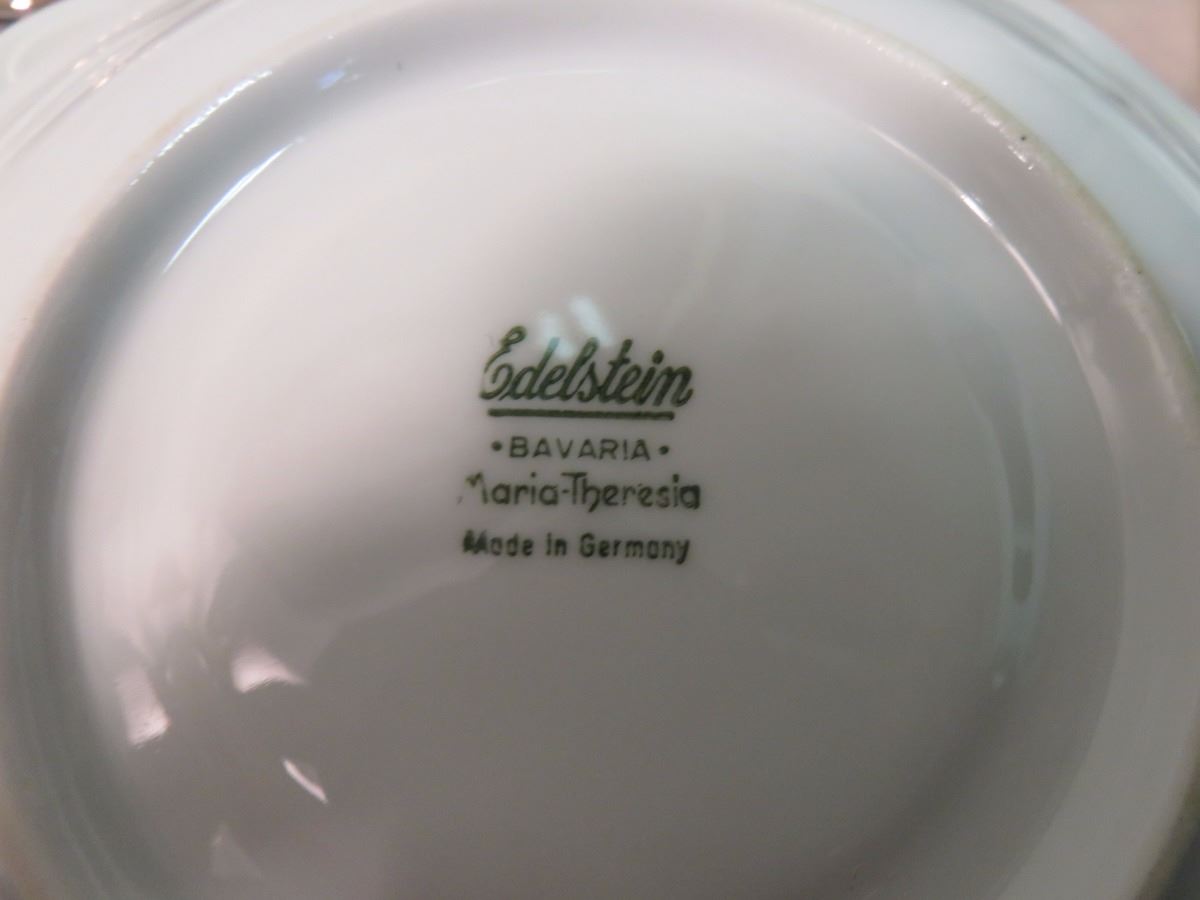 Edelstein
• BAVARIA •
Maria-Theresia
Made in Germany